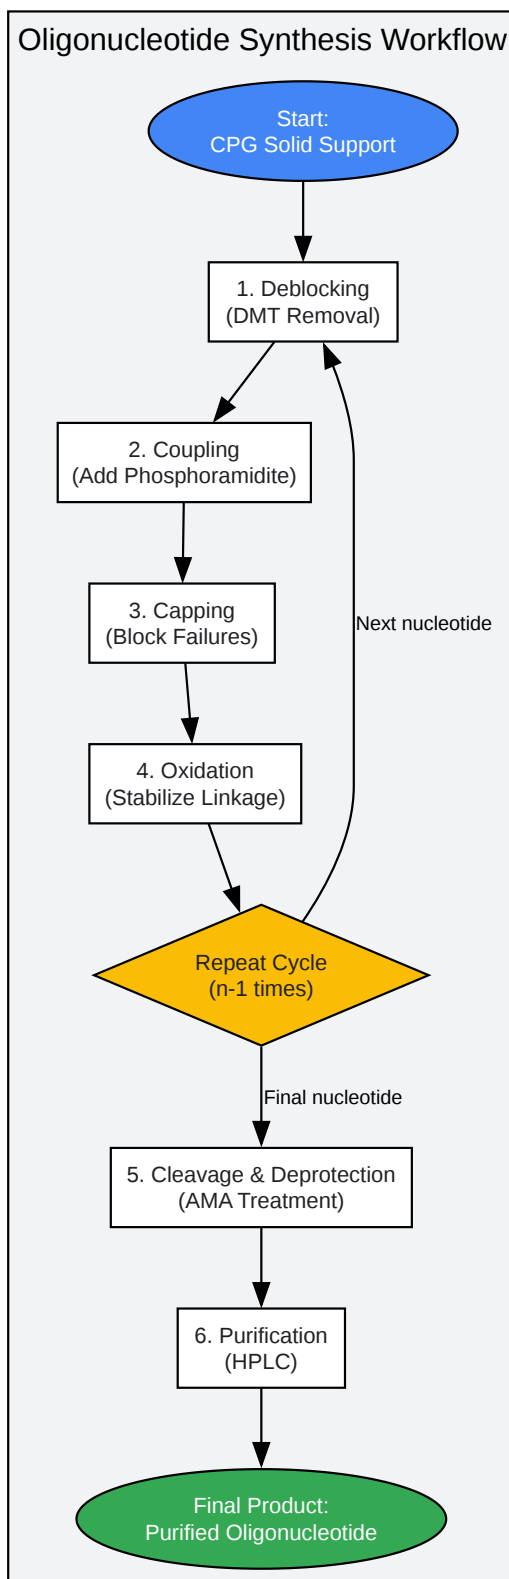 Oligonucleotide Synthesis Workflow
Start:
CPG Solid Support
1. Deblocking
(DMT Removal)
2. Coupling
(Add Phosphoramidite)
3. Capping
(Block Failures)
Next nucleotide
4. Oxidation
(Stabilize Linkage)
Repeat Cycle
(n-1 times)
Final nucleotide
5. Cleavage & Deprotection
(AMA Treatment)
6. Purification
(HPLC)
Final Product:
Purified Oligonucleotide